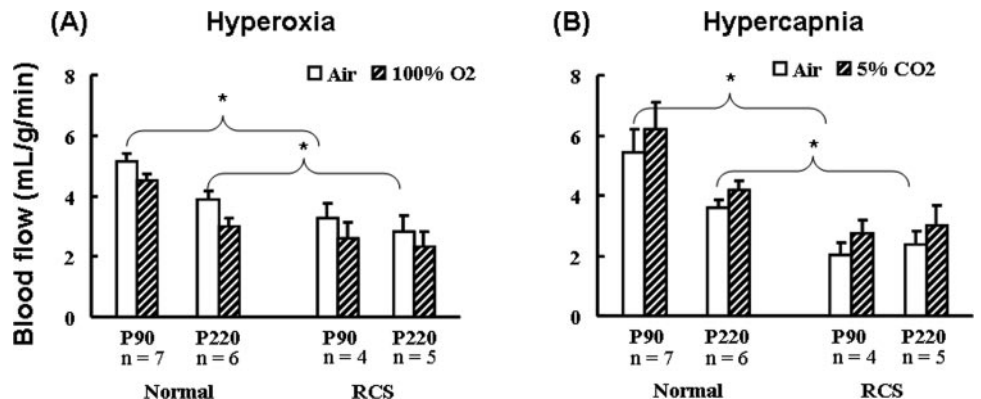 (A) Hyperoxia
Blood flow (mL/g/min)
Air 100% O2
8
6
4
2
0
*
*
P90 P220 P90 P220
n = 7 n = 6 n = 4 n = 5
Normal RCS
(B) Hypercapnia
Air 5% CO2
8
6
4
2
0
*
*
P90 P220 P90 P220
n = 7 n = 6 n = 4 n = 5
Normal RCS